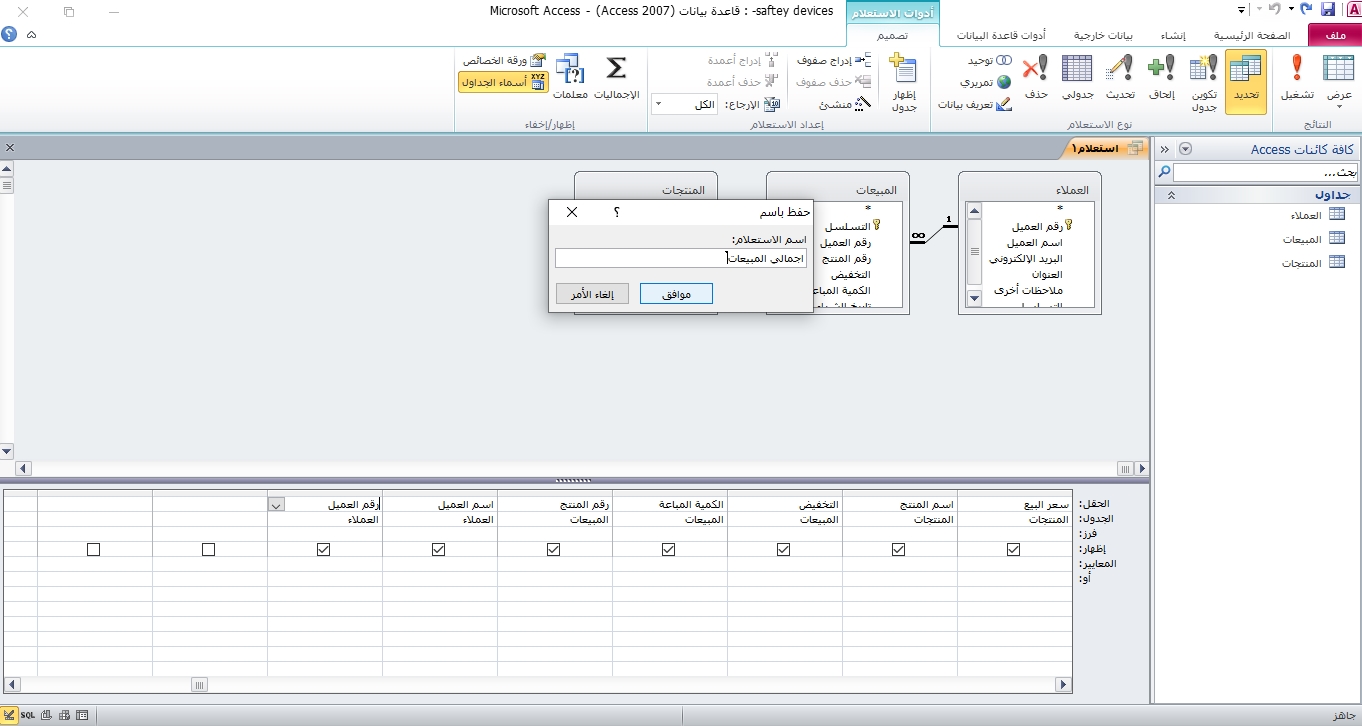 saftey devices- : قاعدة بيانات (Access 2007) - Microsoft Access
أدوات الاستعلام
ملف
الصفحة الرئيسية
إنشاء
بيانات خارجية
أدوات قاعدة البيانات
تصميم
عرض
تشغيل
النتائج
تحديد
تكوين جدول
إلحاق
تحديث
جدولي
حذف
توحيد
تمريري
تعريف بيانات
نوع الاستعلام
إظهار جدول
إدراج صفوف
حذف صفوف
منشئ
إدراج أعمدة
حذف أعمدة
الإرجاع: الكل
إعداد الاستعلام
الإجماليات
معلمات
ورقة الخصائص
أسماء الجداول
إظهار/إخفاء
كافة كائنات Access
بحث...
جداول
العملاء
المبيعات
المنتجات
استعلام١
العملاء
*
رقم العميل
اسم العميل
البريد الإلكتروني
العنوان
ملاحظات أخرى
1
∞
المبيعات
*
التسلسل
رقم العميل
رقم المنتج
التخفيض
الكمية المباع
المنتجات
حفظ باسم
؟
اسم الاستعلام:
اجمالي المبيعات
موافق
إلغاء الأمر
الحقل: سعر البيع اسم المنتج التخفيض الكمية المباعة رقم المنتج اسم العميل رقم العميل
الجدول: المنتجات المنتجات المبيعات المبيعات المبيعات العملاء العملاء
فرز:
إظهار:
المعايير:
أو:
جاهز
SQL